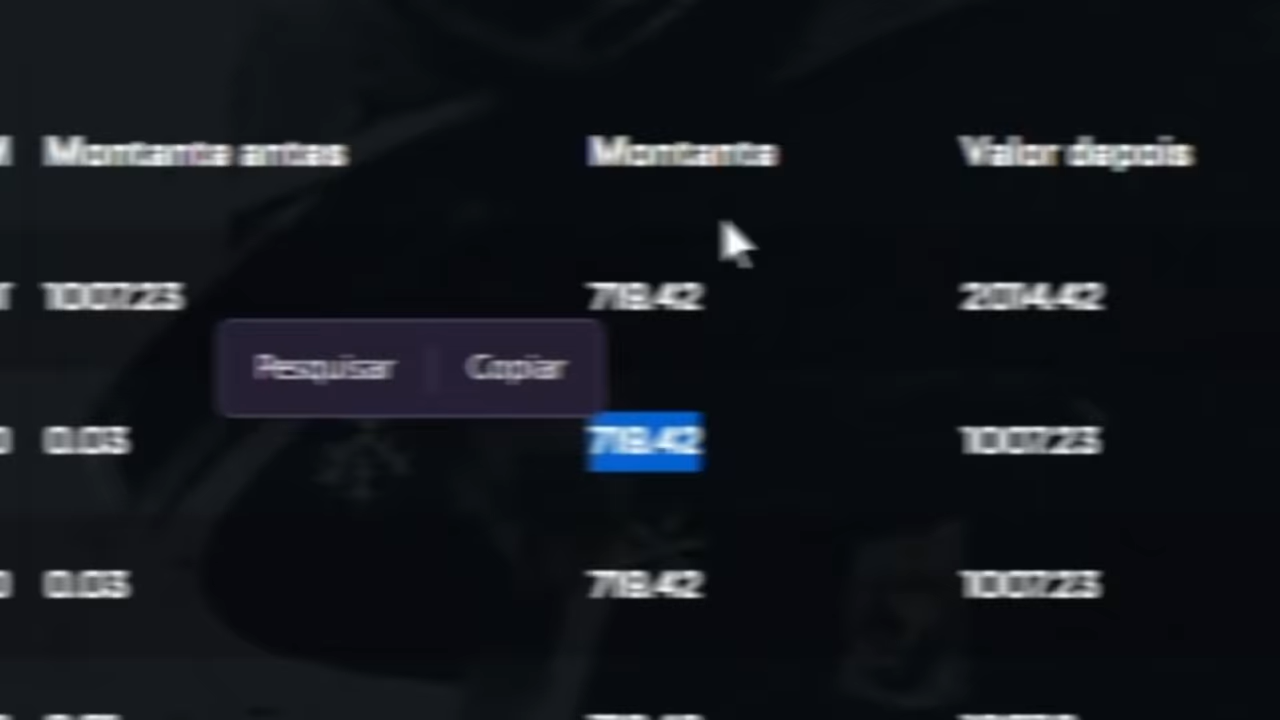 Montante antes Montante Valor depois
1007.23 719.42 2014.42
Pesquisar Copiar
0.03 719.42 1007.23
0.03 719.42 1007.23